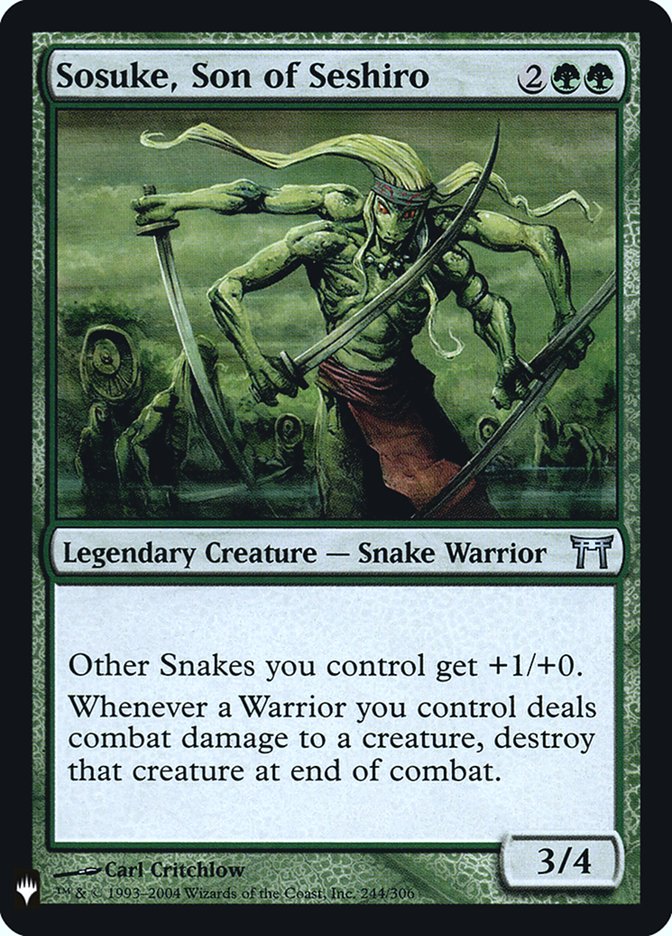 Sosuke, Son of Seshiro 2
Legendary Creature — Snake Warrior
Other Snakes you control get +1/+0.
Whenever a Warrior you control deals
combat damage to a creature, destroy
that creature at end of combat.
3/4
Carl Critchlow
™ & © 1993–2004 Wizards of the Coast, Inc. 244/306